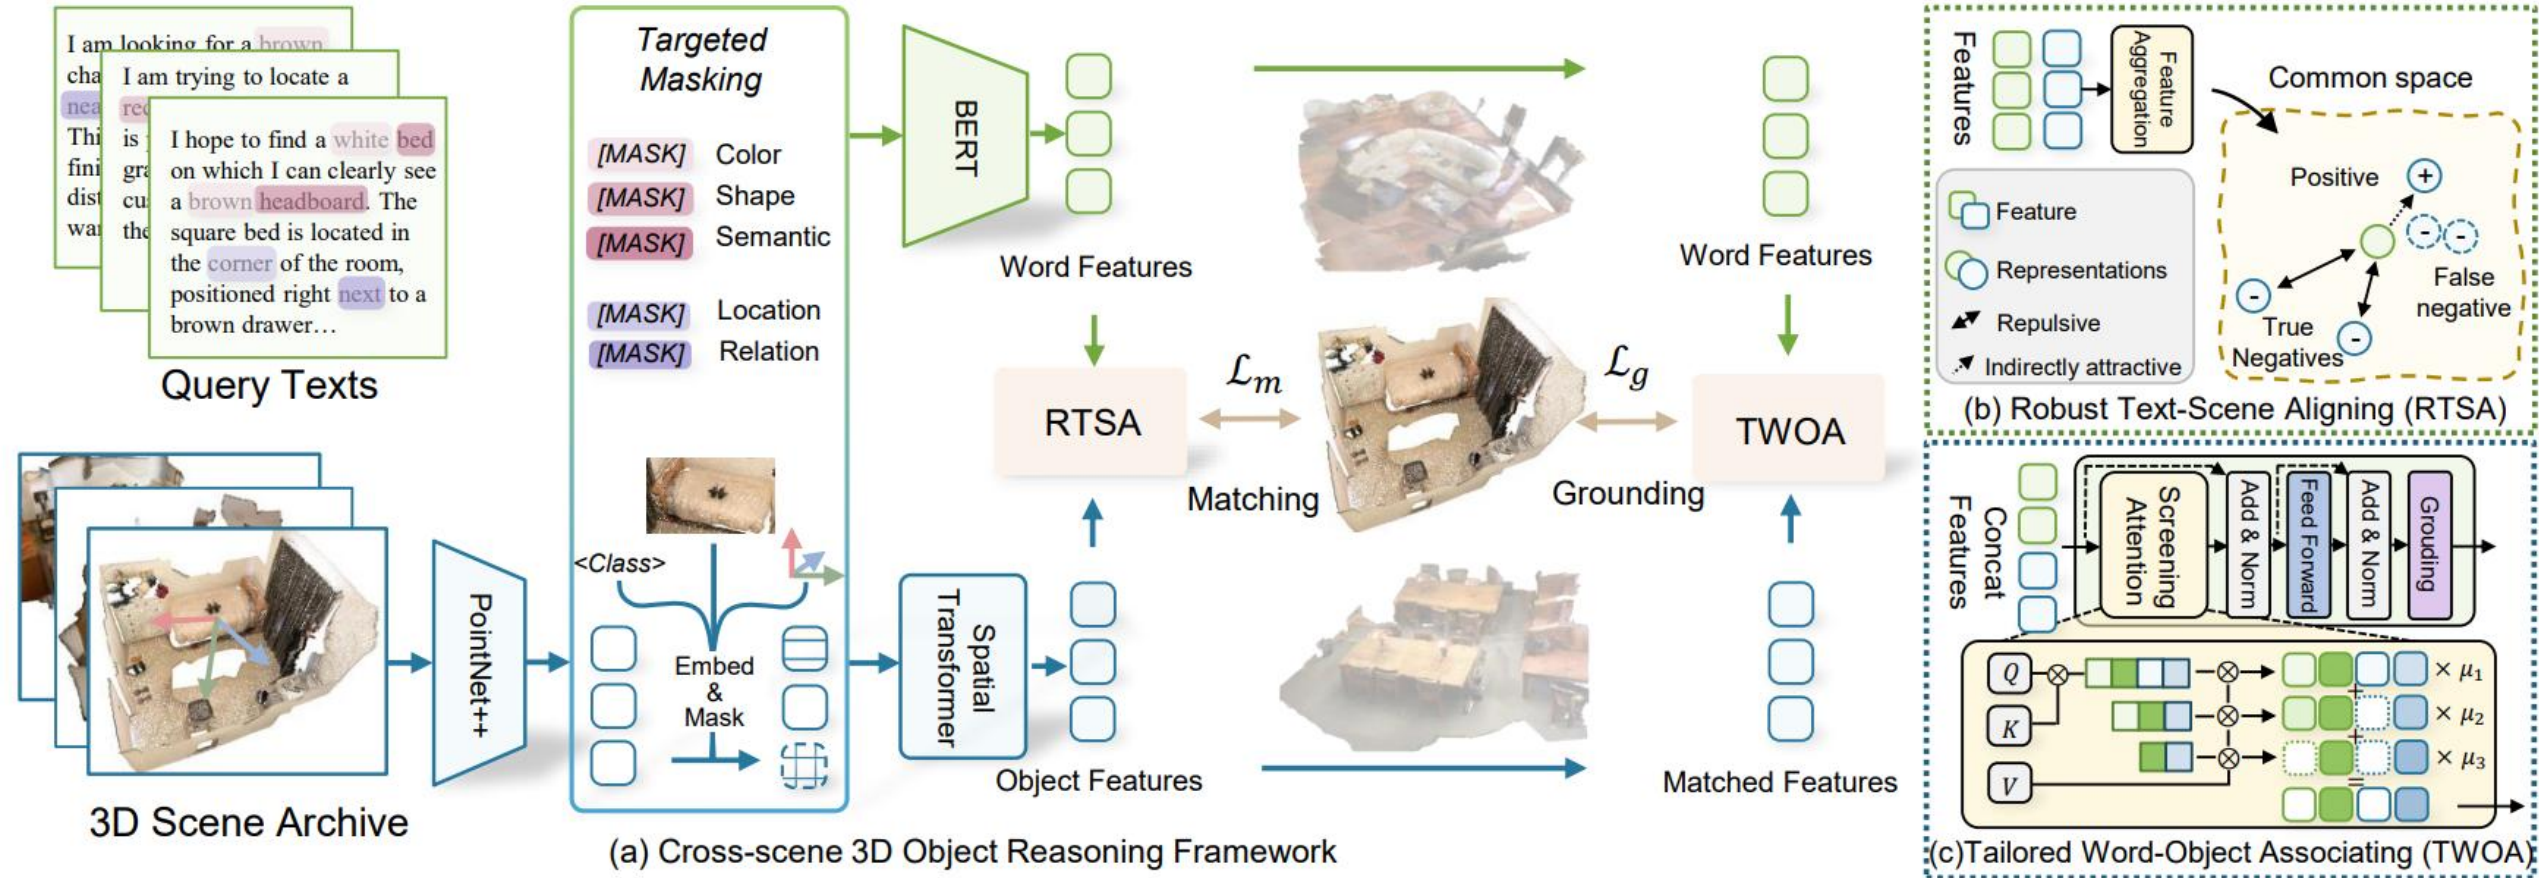 I am looking for a brown
cha
nea
Thi
fini
dist
wa
I am trying to locate a
red
is
gra
cu
the
I hope to find a white bed
on which I can clearly see
a brown headboard. The
square bed is located in
the corner of the room,
positioned right next to a
brown drawer…
Query Texts
3D Scene Archive
PointNet++
Targeted
Masking
[MASK] Color
[MASK] Shape
[MASK] Semantic
[MASK] Location
[MASK] Relation
<Class>
Embed
&
Mask
BERT
Word Features
RTSA
Spatial
Transformer
Object Features
ℒm
Matching
ℒg
Grounding
Word Features
TWOA
Matched Features
(a) Cross-scene 3D Object Reasoning Framework
Features
Feature
Aggregation
Common space
Feature
Representations
Repulsive
Indirectly attractive
Positive
+
- -
False
negative
-
True
Negatives
-
(b) Robust Text-Scene Aligning (RTSA)
Concat
Features
Screening
Attention
Add & Norm
Feed Forward
Add & Norm
Grouding
Q
K
V
× μ1
+
× μ2
+
× μ3
=
(c)Tailored Word-Object Associating (TWOA)